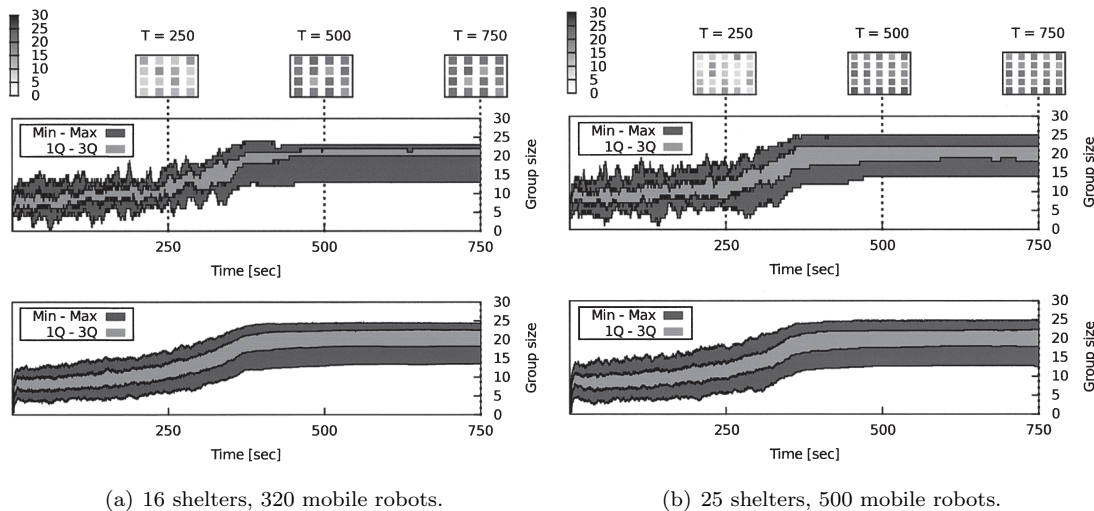 30
25
20
15
10
5
0
T = 250
T = 500
T = 750
Min - Max
1Q - 3Q
30
25
20
15
10
5
0
Group size
250
500
750
Time [sec]
Min - Max
1Q - 3Q
30
25
20
15
10
5
0
Group size
250
500
750
Time [sec]
(a) 16 shelters, 320 mobile robots.
30
25
20
15
10
5
0
T = 250
T = 500
T = 750
Min - Max
1Q - 3Q
30
25
20
15
10
5
0
Group size
250
500
750
Time [sec]
Min - Max
1Q - 3Q
30
25
20
15
10
5
0
Group size
250
500
750
Time [sec]
(b) 25 shelters, 500 mobile robots.